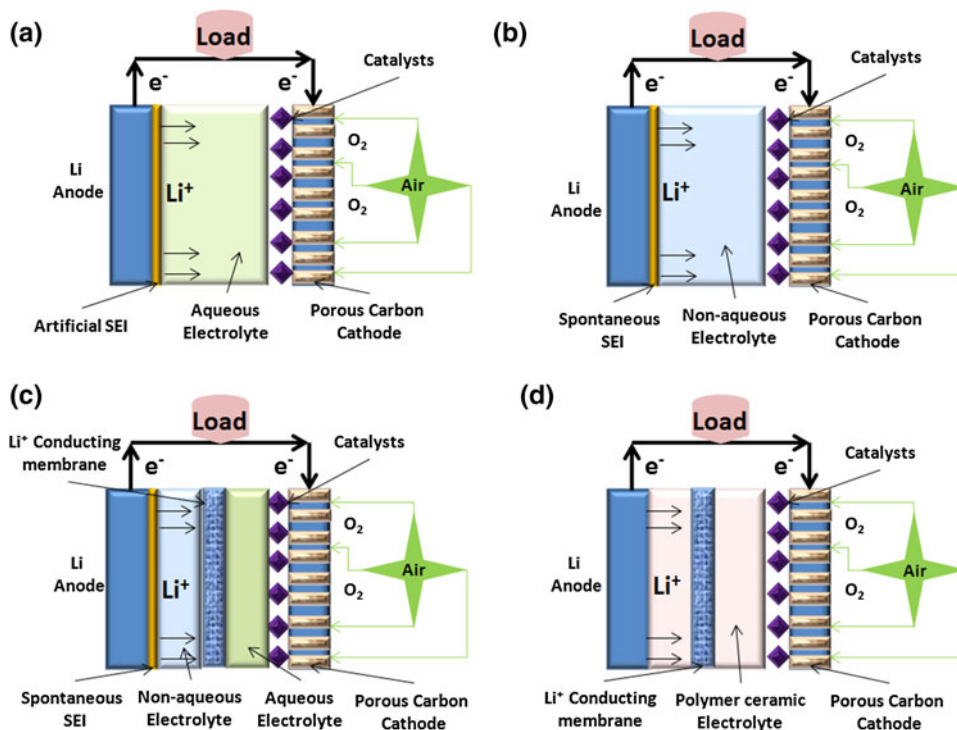 (a)
Load
e-
e-
Catalysts
Li
Anode
Li+
O2
O2
Air
Artificial SEI
Aqueous
Electrolyte
Porous Carbon
Cathode
(b)
Load
e-
e-
Catalysts
Li
Anode
Li+
O2
O2
Air
Spontaneous
SEI
Non-aqueous
Electrolyte
Porous Carbon
Cathode
(c)
Load
Li+ Conducting
membrane
e-
e-
Catalysts
Li
Anode
Li+
O2
O2
Air
Spontaneous
SEI
Non-aqueous
Electrolyte
Aqueous
Electrolyte
Porous Carbon
Cathode
(d)
Load
e-
e-
Catalysts
Li
Anode
Li+
O2
O2
Air
Li+ Conducting
membrane
Polymer ceramic
Electrolyte
Porous Carbon
Cathode